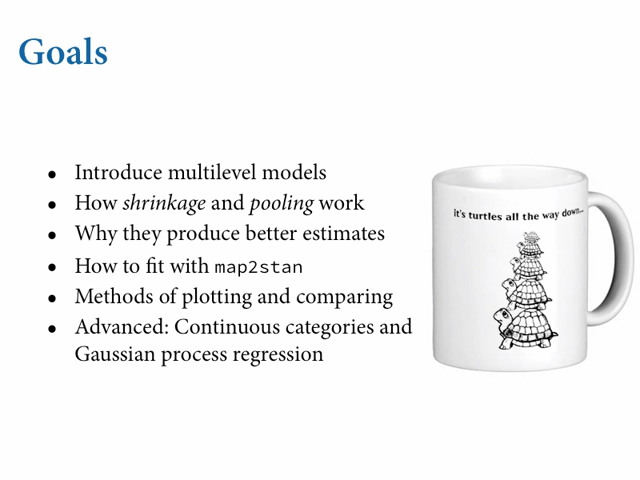 Goals
• Introduce multilevel models
• How shrinkage and pooling work
• Why they produce better estimates
• How to fit with map2stan
• Methods of plotting and comparing
• Advanced: Continuous categories and
Gaussian process regression
it's turtles all the way down...